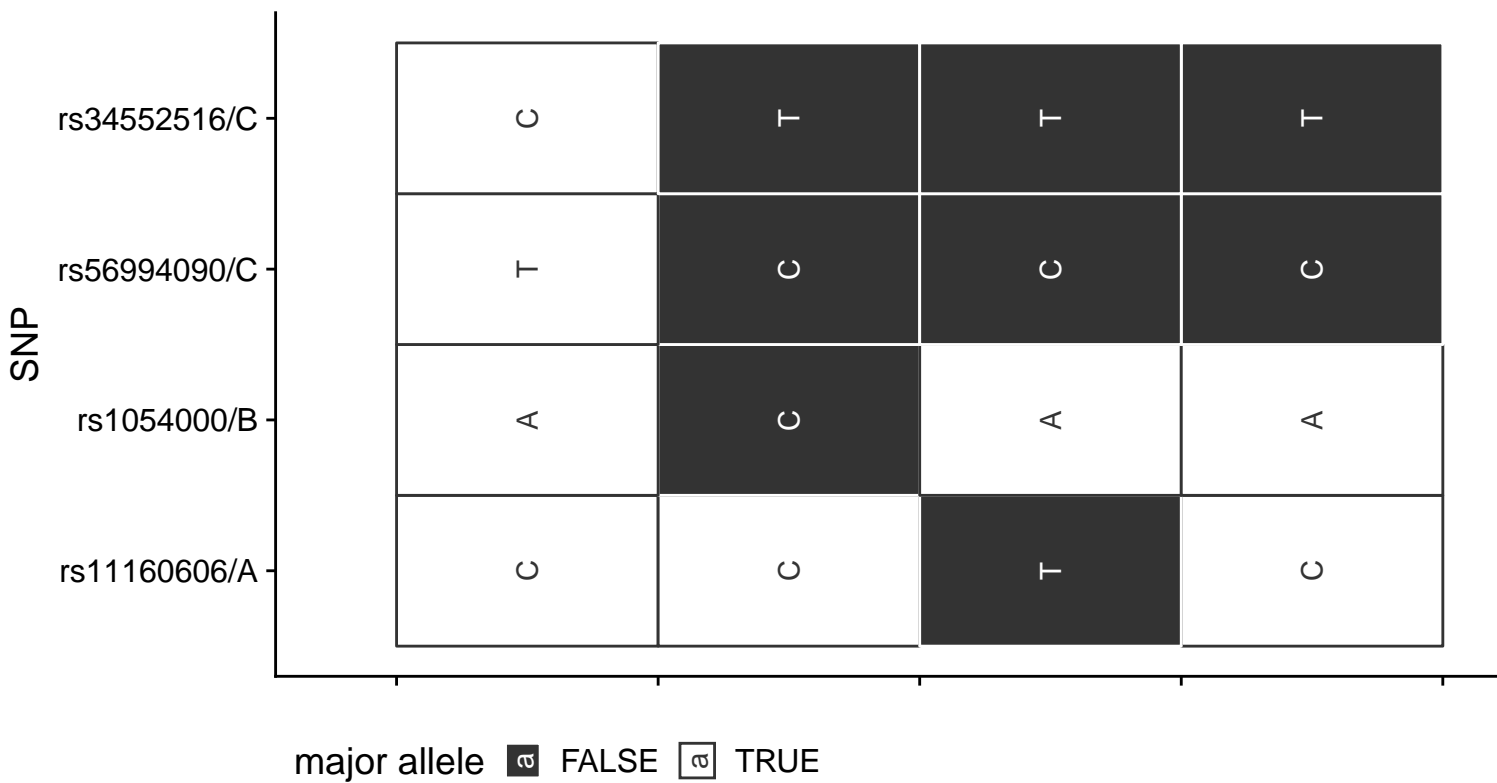 SNP
rs34552516/C C T T T
rs56994090/C T C C C
rs1054000/B A C A A
rs11160606/A C C T C
major allele a FALSE a TRUE